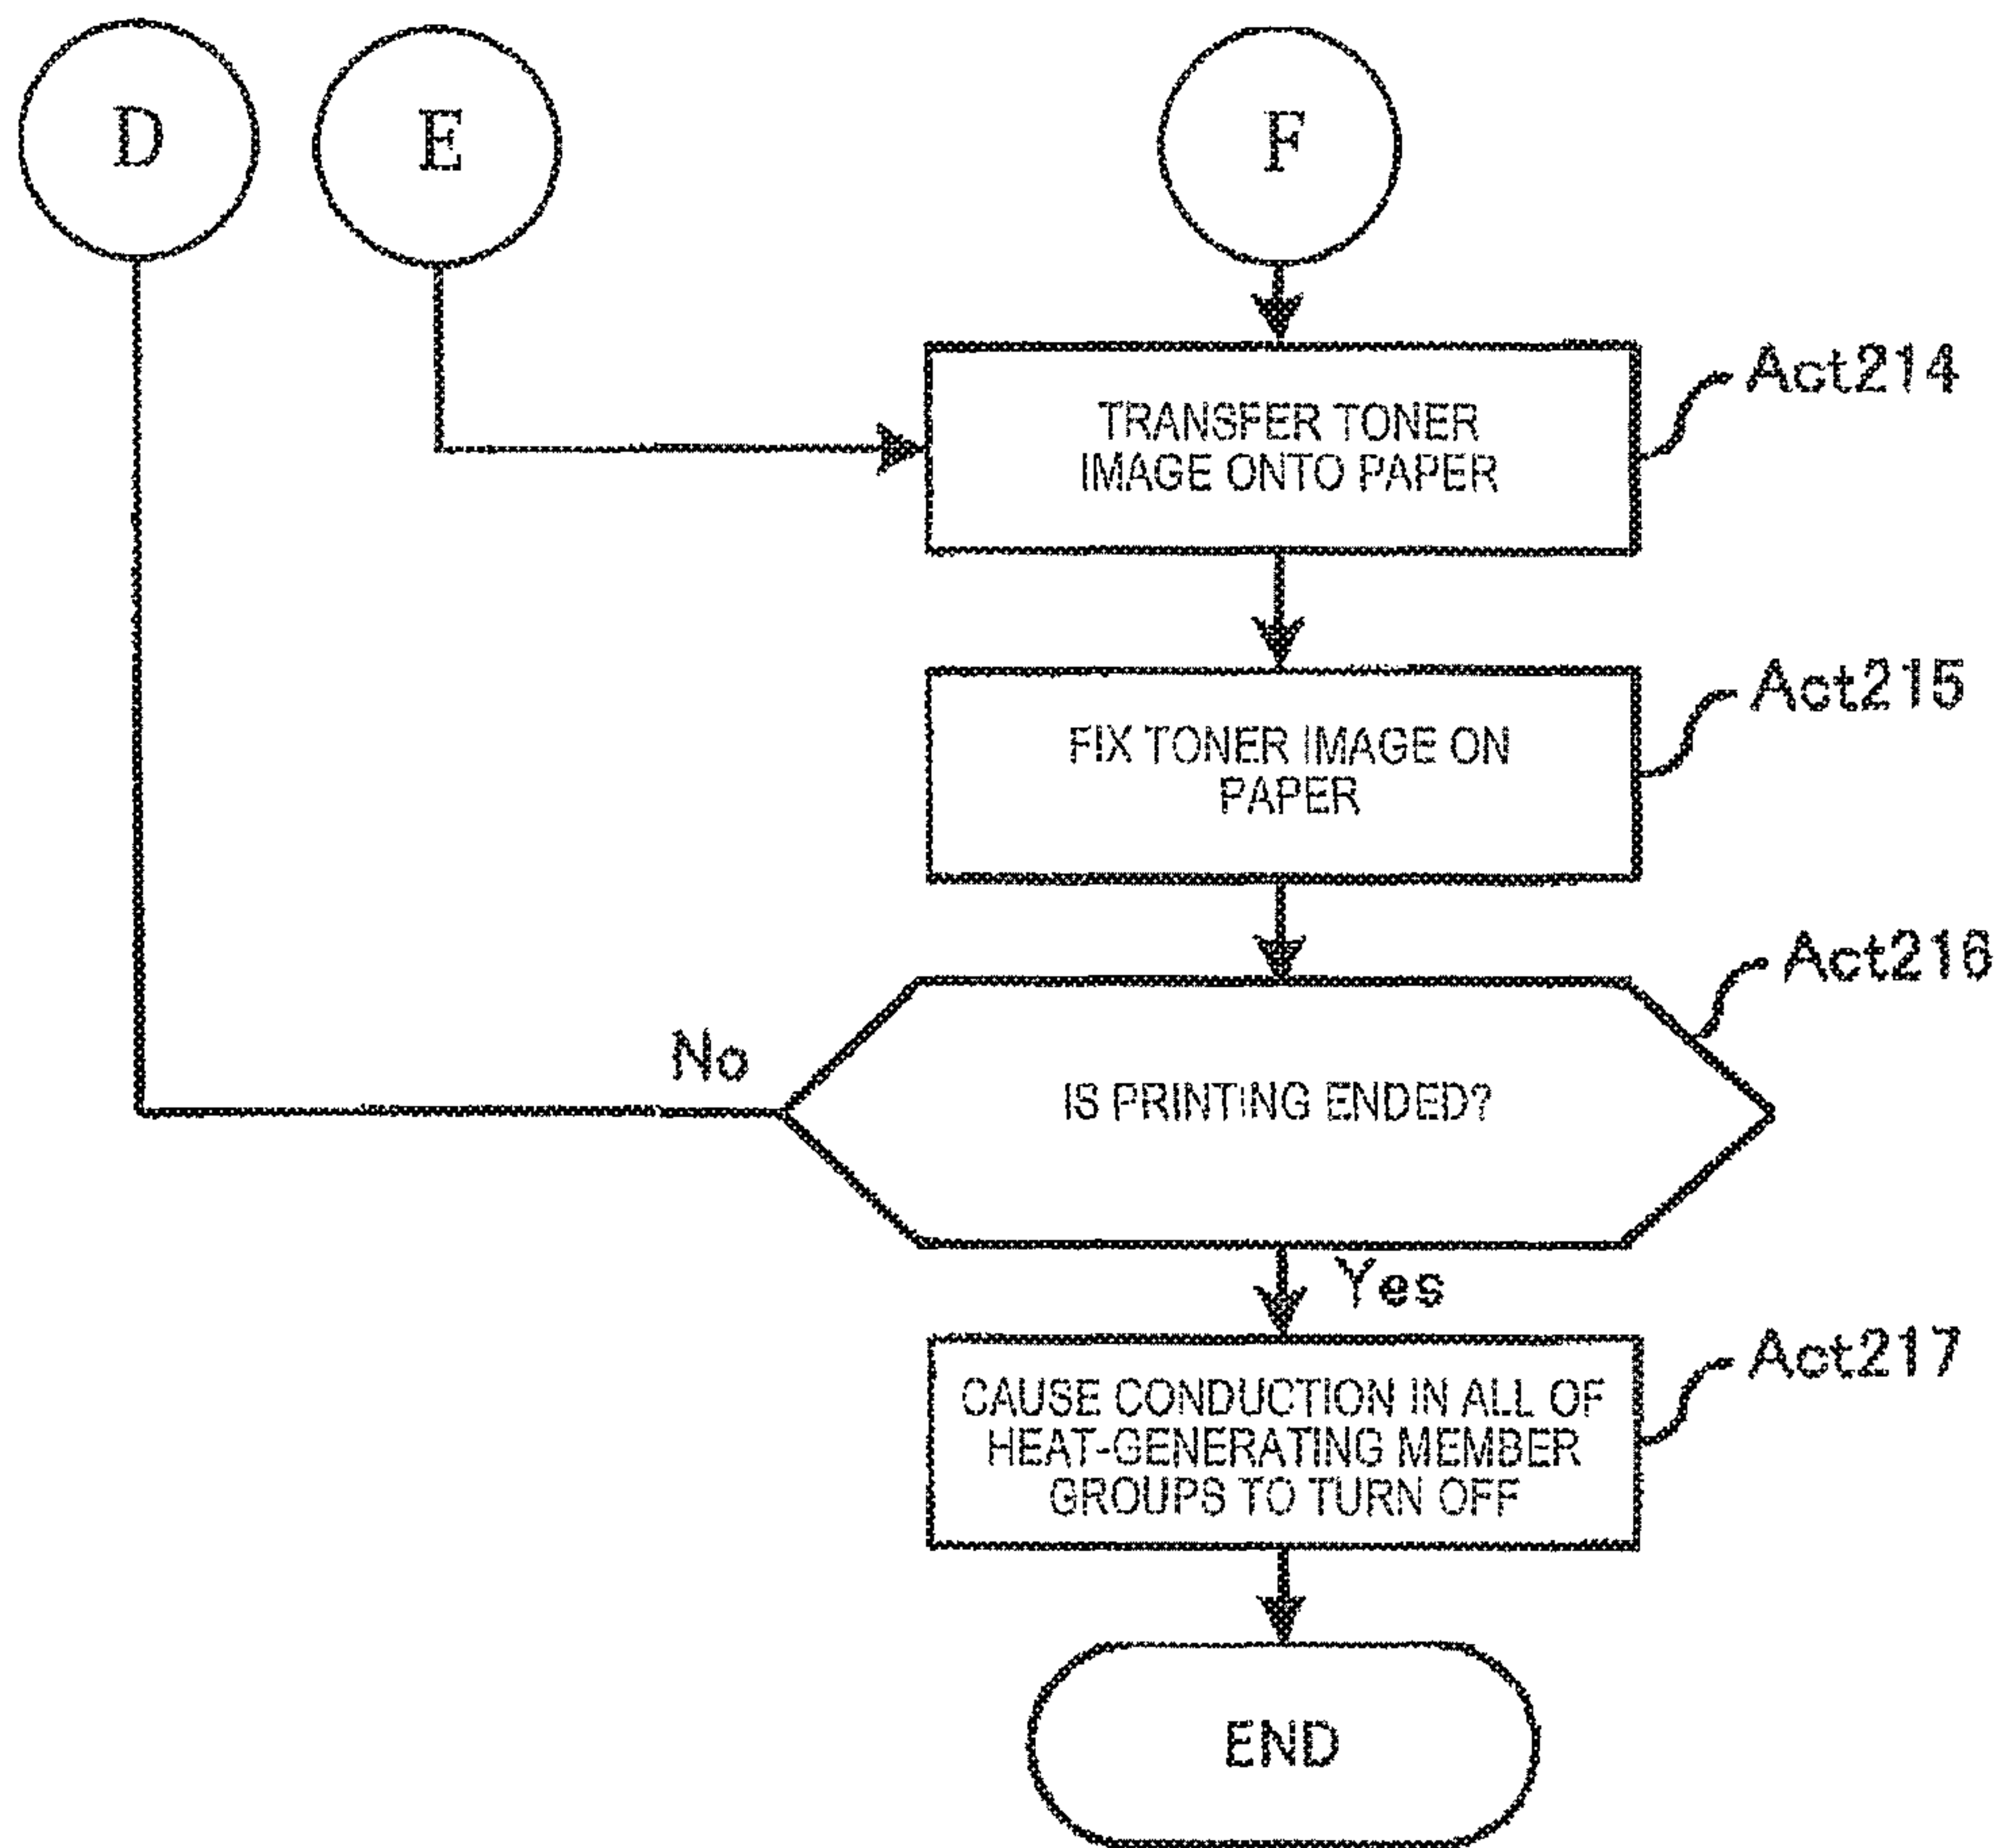 D
E
F
Act214
TRANSFER TONER
IMAGE ONTO PAPER
Act215
FIX TONER IMAGE ON
PAPER
Act216
No
IS PRINTING ENDED?
Yes
Act217
CAUSE CONDUCTION IN ALL OF
HEAT-GENERATING MEMBER
GROUPS TO TURN OFF
END